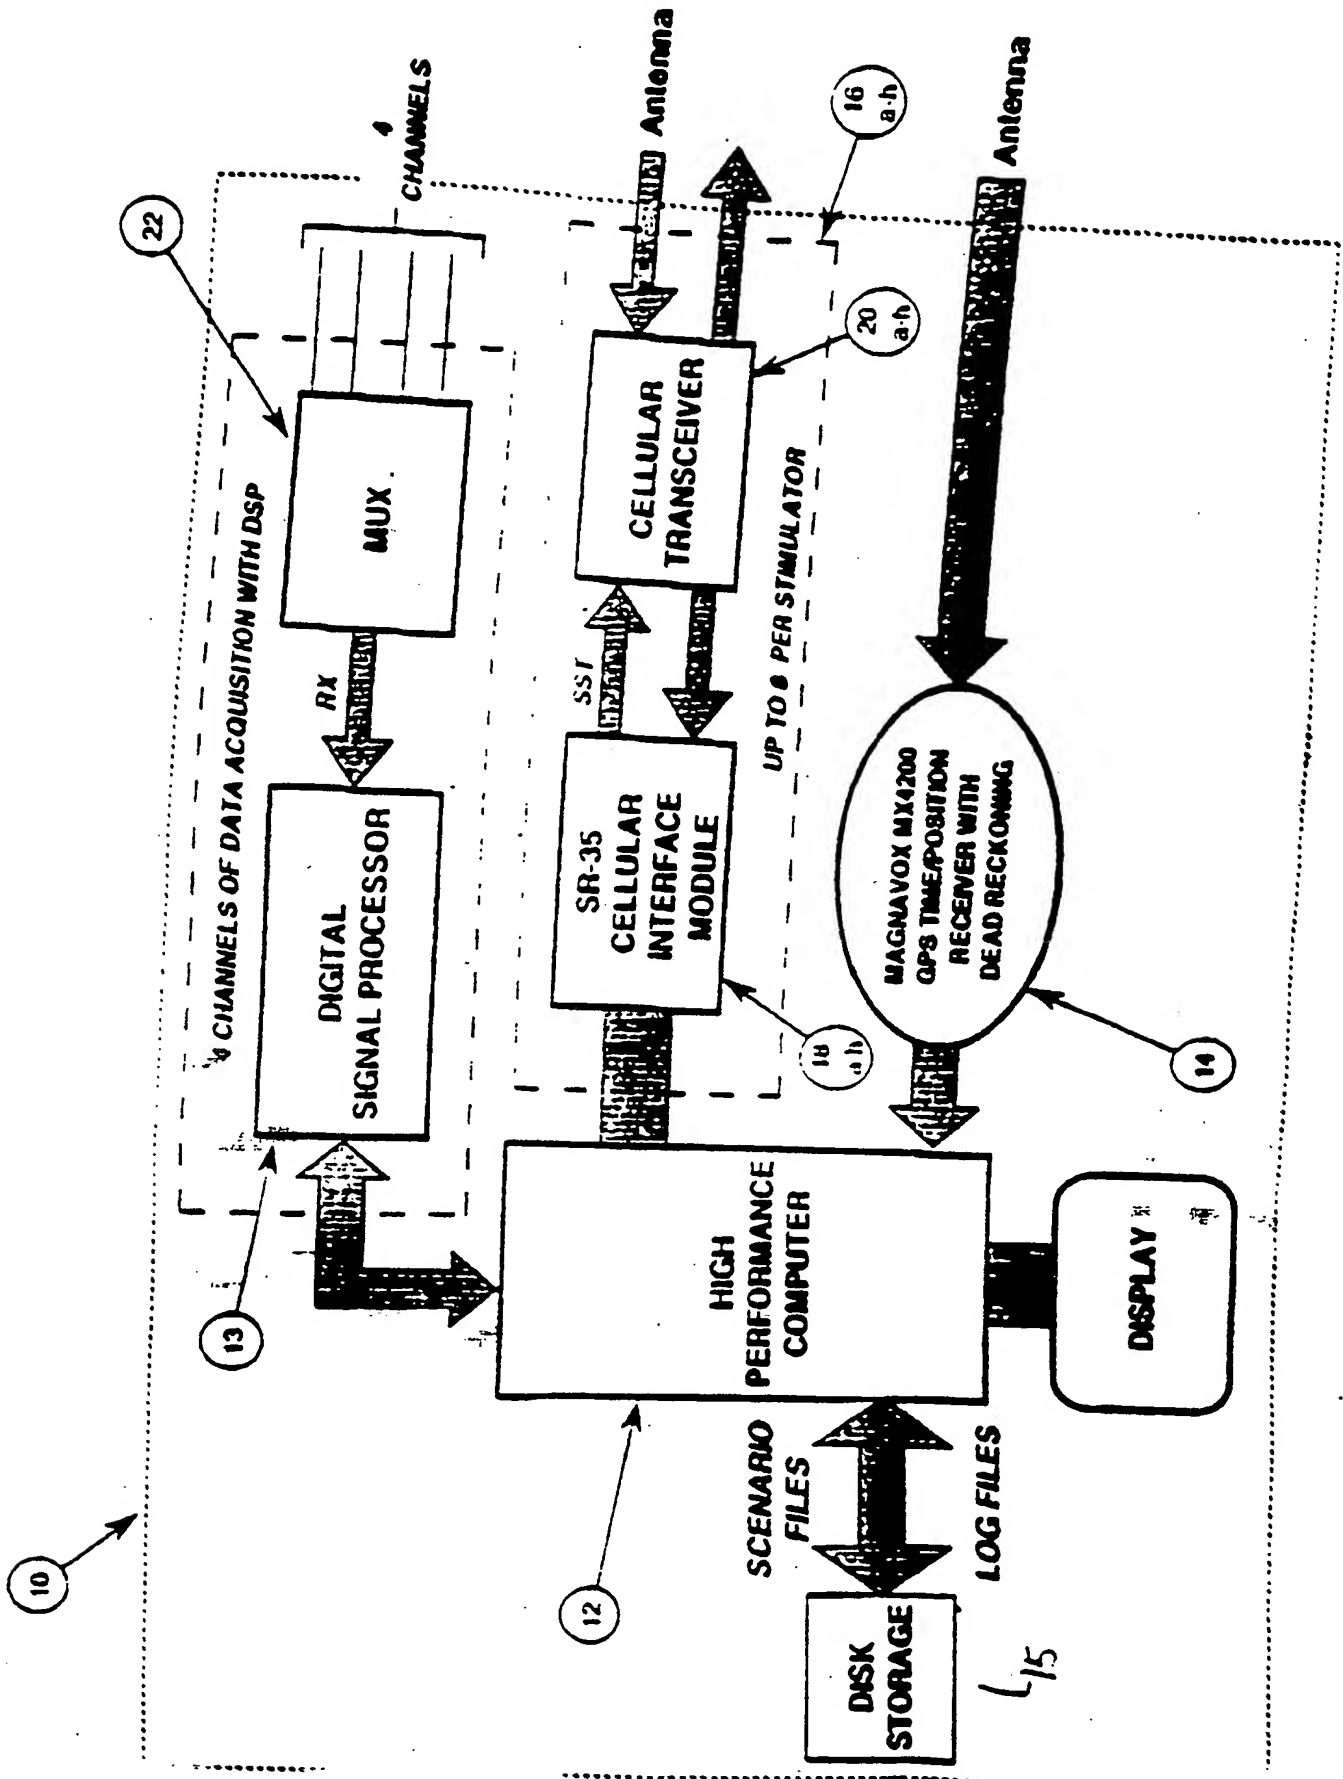 10
22
4
CHANNELS
4 CHANNELS OF DATA ACQUSITION WITH DSP
13
DIGITAL
SIGNAL PROCESSOR
RX
MUX
Antenna
16
a-h
12
HIGH
PERFORMANCE
COMPUTER
SR-35
CELLULAR
INTERFACE
MODULE
SST
CELLULAR
TRANSCEIVER
20
a-h
18
a-h
UP TO 8 PER STIMULATOR
SCENARIO
FILES
DISK
STORAGE
LOG FILES
15
MAGNAVOX MX4200
GPS TIME/POSITION
RECEIVER WITH
DEAD RECKONING
Antenna
14
DISPLAY